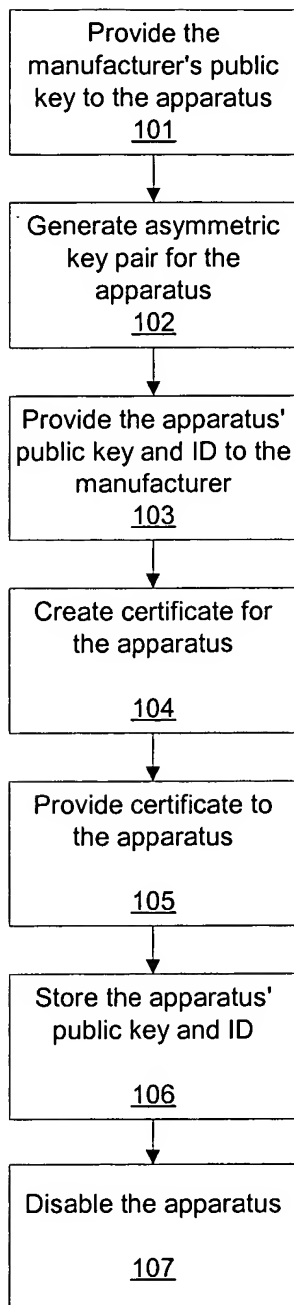 Provide the
manufacturer's public
key to the apparatus
101
Generate asymmetric
key pair for the
apparatus
102
Provide the apparatus'
public key and ID to the
manufacturer
103
Create certificate for
the apparatus
104
Provide certificate to
the apparatus
105
Store the apparatus'
public key and ID
106
Disable the apparatus
107